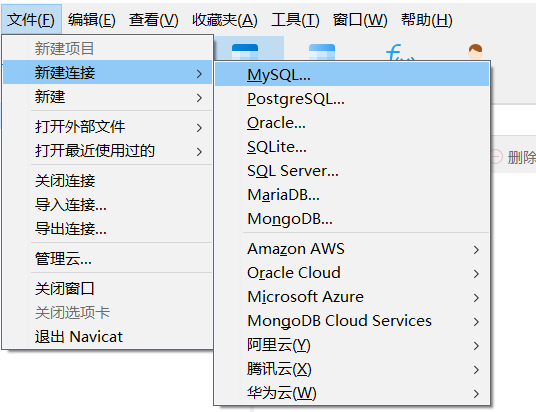 文件(F) 编辑(E) 查看(V) 收藏夹(A) 工具(T) 窗口(W) 帮助(H)
新建项目
新建连接
新建
打开外部文件
打开最近使用过的
关闭连接
导入连接...
导出连接...
管理云...
关闭窗口
关闭选项卡
退出 Navicat
MySQL...
PostgreSQL...
Oracle...
SQLite...
SQL Server...
MariaDB...
MongoDB...
Amazon AWS
Oracle Cloud
Microsoft Azure
MongoDB Cloud Services
阿里云(Y)
腾讯云(X)
华为云(W)
删除